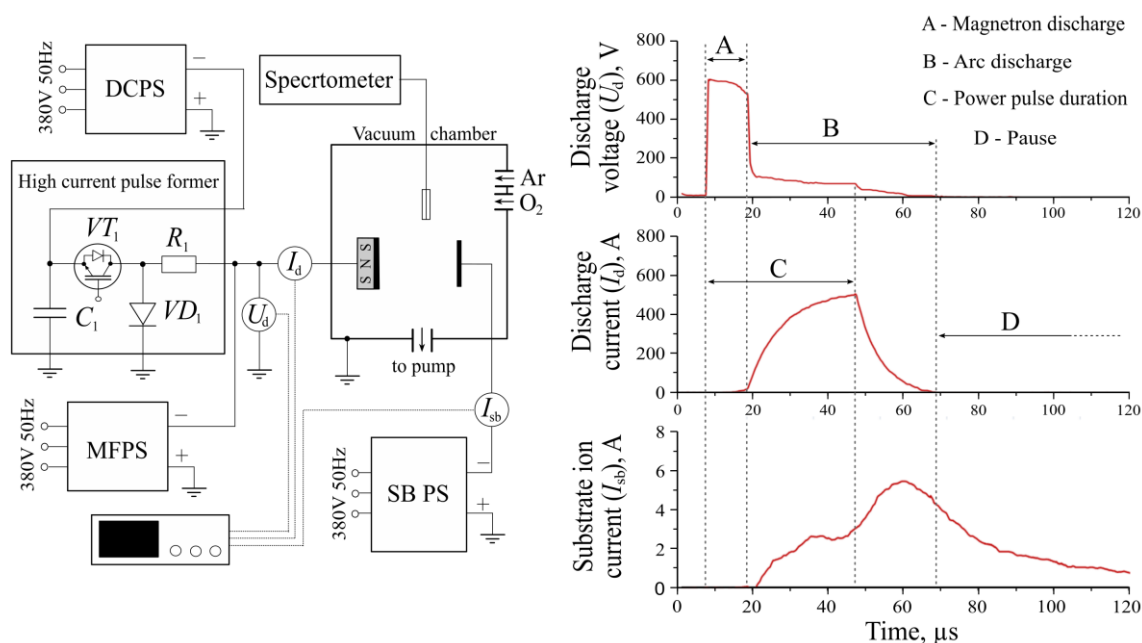 DCPS
380V 50Hz
−
+
Specrtometer
Vacuum chamber
Ar
O2
High current pulse former
VT1
R1
C1
VD1
Id
Ud
S N S
to pump
Isb
MFPS
380V 50Hz
−
+
SB PS
380V 50Hz
−
+
A - Magnetron discharge
B - Arc discharge
C - Power pulse duration
D - Pause
Discharge
voltage (Ud), V
800
600
400
200
0
A
B
0 20 40 60 80 100 120
Discharge
current (Id), A
800
600
400
200
0
C
D
0 20 40 60 80 100 120
Substrate ion
current (Isb), A
8
6
4
2
0
0 20 40 60 80 100 120
Time, μs